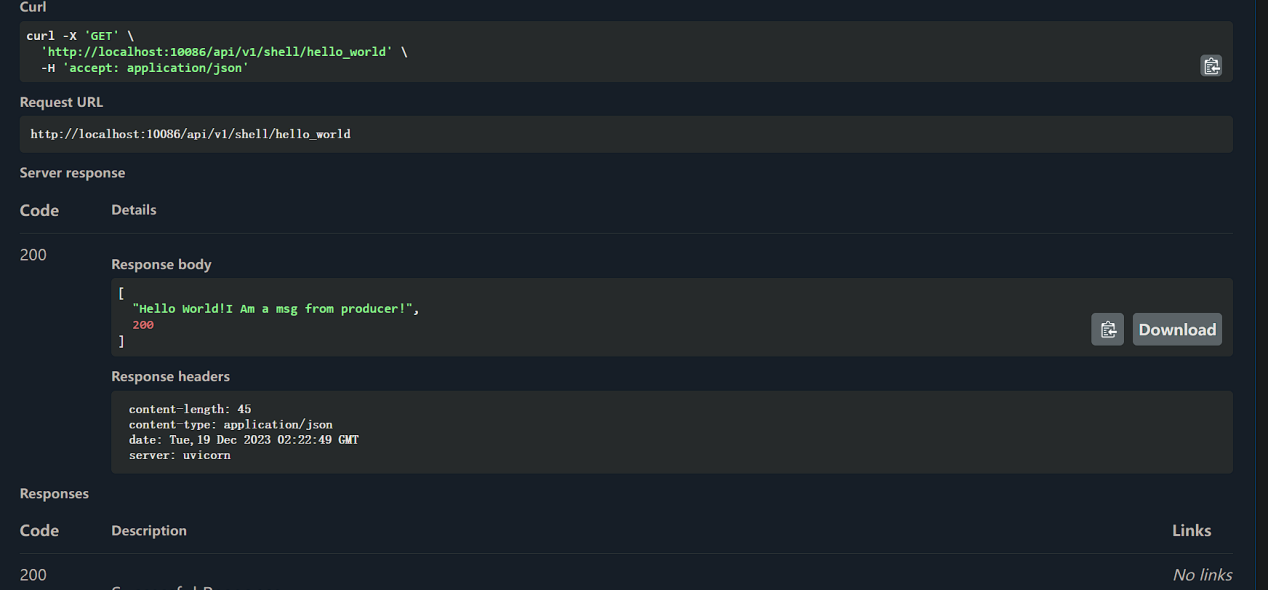 Curl
curl -X 'GET' \
'http://localhost:10086/api/v1/shell/hello_world' \
-H 'accept: application/json'
Request URL
http://localhost:10086/api/v1/shell/hello_world
Server response
Code Details
200
Response body
[
"Hello World!I Am a msg from producer!",
200
]
Download
Response headers
content-length: 45
content-type: application/json
date: Tue,19 Dec 2023 02:22:49 GMT
server: uvicorn
Responses
Code Description Links
200 No links